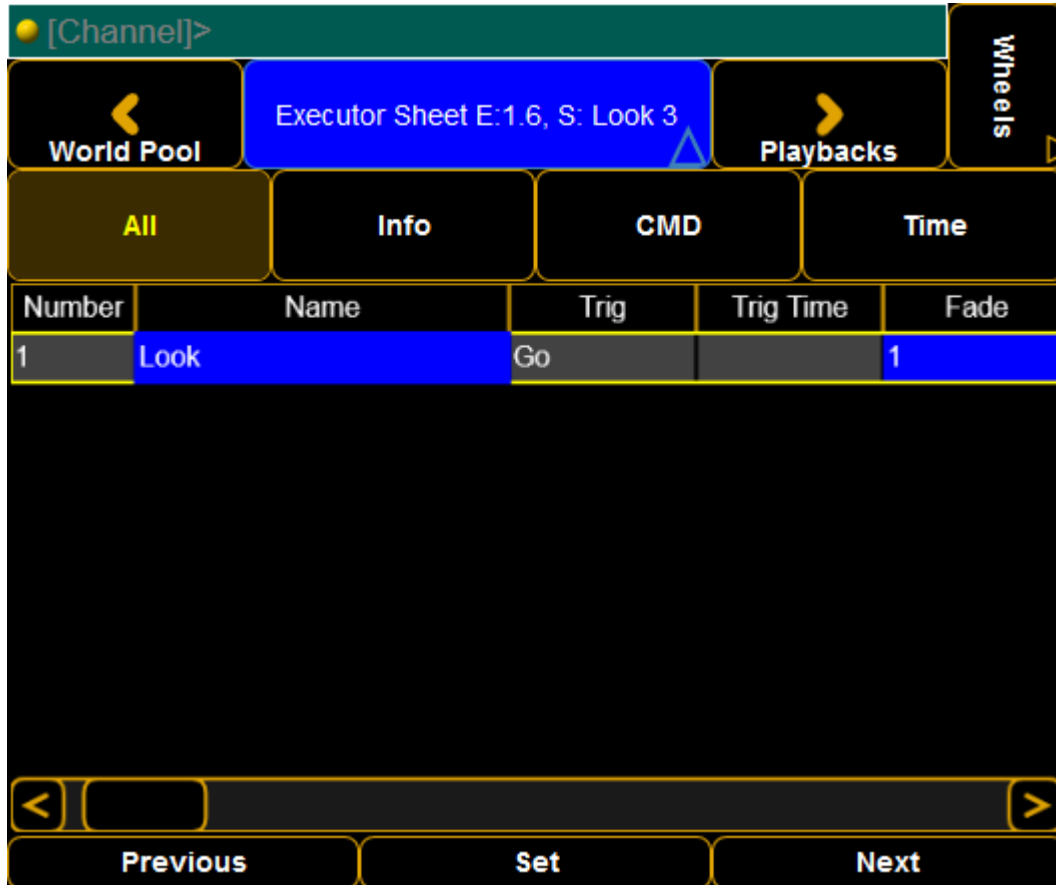 [Channel]>
Wheels
World Pool
Executor Sheet E:1.6, S: Look 3
Playbacks
All Info CMD Time
Number Name Trig Trig Time Fade
1 Look Go 1
Previous Set Next